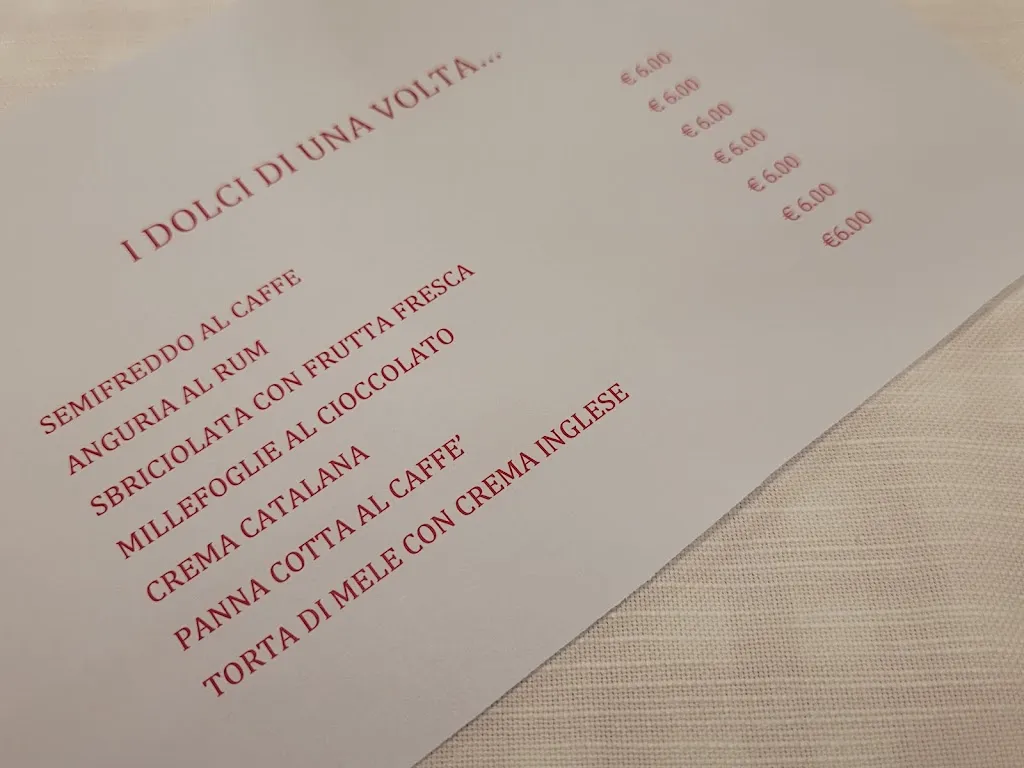 I DOLCI DI UNA VOLTA...
SEMIFREDDO AL CAFFE € 6.00
ANGURIA AL RUM € 6.00
SBRICIOLATA CON FRUTTA FRESCA € 6.00
MILLEFOGLIE AL CIOCCOLATO € 6.00
CREMA CATALANA € 6.00
PANNA COTTA AL CAFFE' € 6.00
TORTA DI MELE CON CREMA INGLESE €6.00